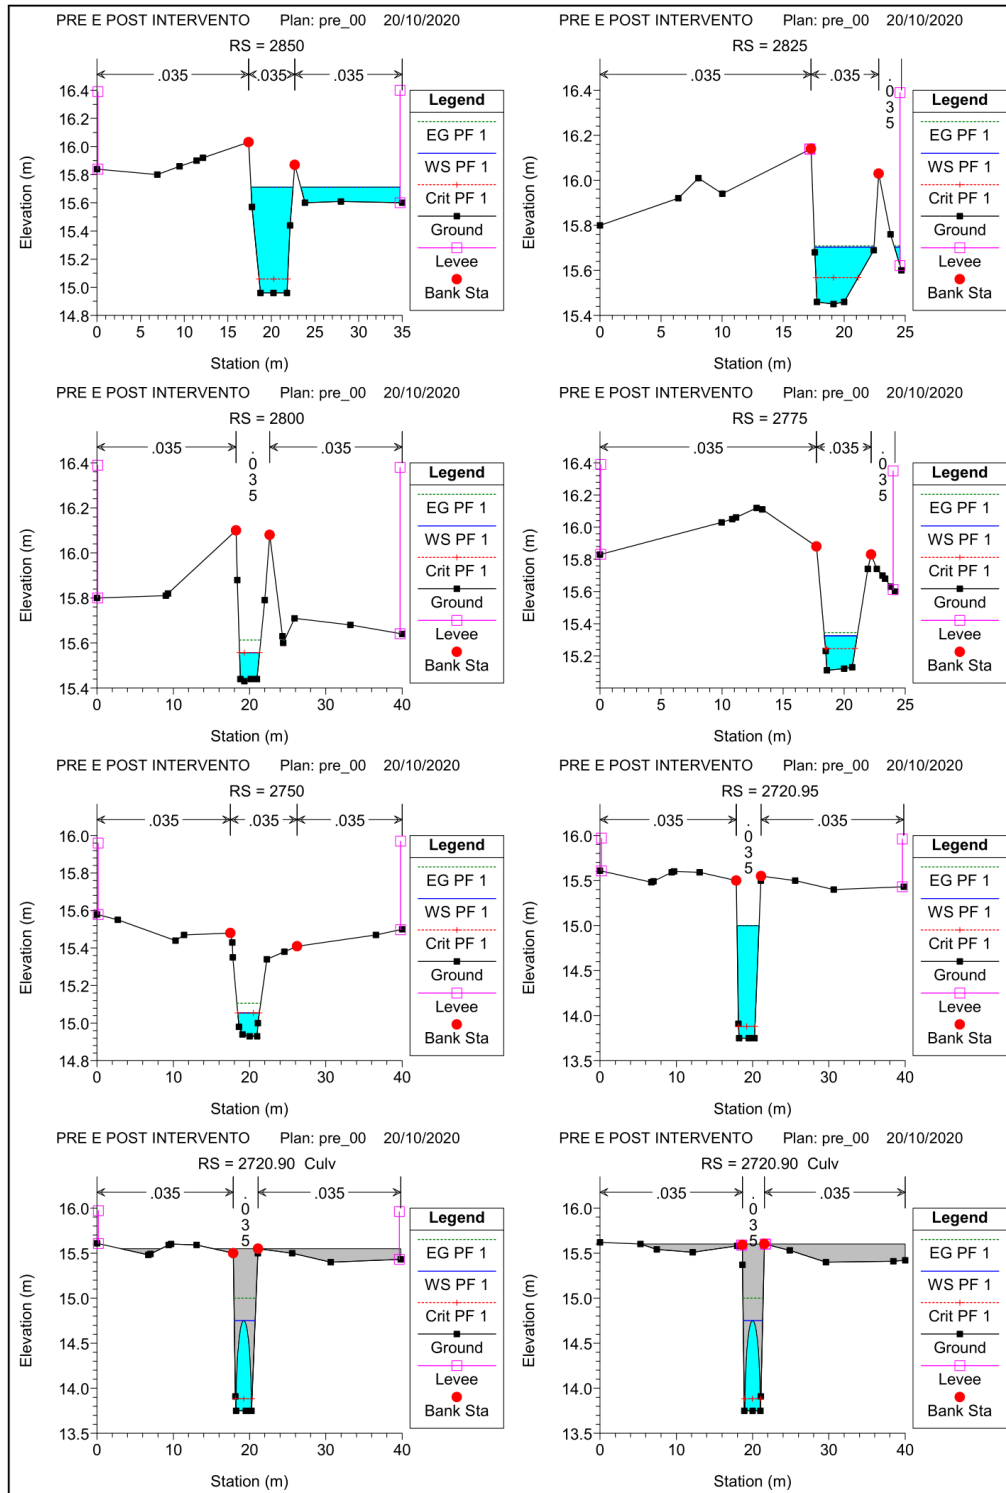 PRE E POST INTERVENTO Plan: pre_00 20/10/2020
RS = 2850
.035 .035 .035
16.4
16.2
16.0
15.8
15.6
15.4
15.2
15.0
14.8
0 5 10 15 20 25 30 35
Station (m)
Elevation (m)
Legend
EG PF 1
WS PF 1
Crit PF 1
Ground
Levee
Bank Sta
PRE E POST INTERVENTO Plan: pre_00 20/10/2020
RS = 2825
.035 .035 .035
16.4
16.2
16.0
15.8
15.6
15.4
0 5 10 15 20 25
Station (m)
Elevation (m)
Legend
EG PF 1
WS PF 1
Crit PF 1
Ground
Levee
Bank Sta
PRE E POST INTERVENTO Plan: pre_00 20/10/2020
RS = 2800
.035 .035 .035
16.4
16.2
16.0
15.8
15.6
15.4
0 10 20 30 40
Station (m)
Elevation (m)
Legend
EG PF 1
WS PF 1
Crit PF 1
Ground
Levee
Bank Sta
PRE E POST INTERVENTO Plan: pre_00 20/10/2020
RS = 2775
.035 .035 .035
16.4
16.2
16.0
15.8
15.6
15.4
15.2
0 5 10 15 20 25
Station (m)
Elevation (m)
Legend
EG PF 1
WS PF 1
Crit PF 1
Ground
Levee
Bank Sta
PRE E POST INTERVENTO Plan: pre_00 20/10/2020
RS = 2750
.035 .035 .035
16.0
15.8
15.6
15.4
15.2
15.0
14.8
0 10 20 30 40
Station (m)
Elevation (m)
Legend
EG PF 1
WS PF 1
Crit PF 1
Ground
Levee
Bank Sta
PRE E POST INTERVENTO Plan: pre_00 20/10/2020
RS = 2720.95
.035 .035 .035
16.0
15.5
15.0
14.5
14.0
13.5
0 10 20 30 40
Station (m)
Elevation (m)
Legend
EG PF 1
WS PF 1
Crit PF 1
Ground
Levee
Bank Sta
PRE E POST INTERVENTO Plan: pre_00 20/10/2020
RS = 2720.90 Culv
.035 .035 .035
16.0
15.5
15.0
14.5
14.0
13.5
0 10 20 30 40
Station (m)
Elevation (m)
Legend
EG PF 1
WS PF 1
Crit PF 1
Ground
Levee
Bank Sta
PRE E POST INTERVENTO Plan: pre_00 20/10/2020
RS = 2720.90 Culv
.035 .035 .035
16.0
15.5
15.0
14.5
14.0
13.5
0 10 20 30 40
Station (m)
Elevation (m)
Legend
EG PF 1
WS PF 1
Crit PF 1
Ground
Levee
Bank Sta